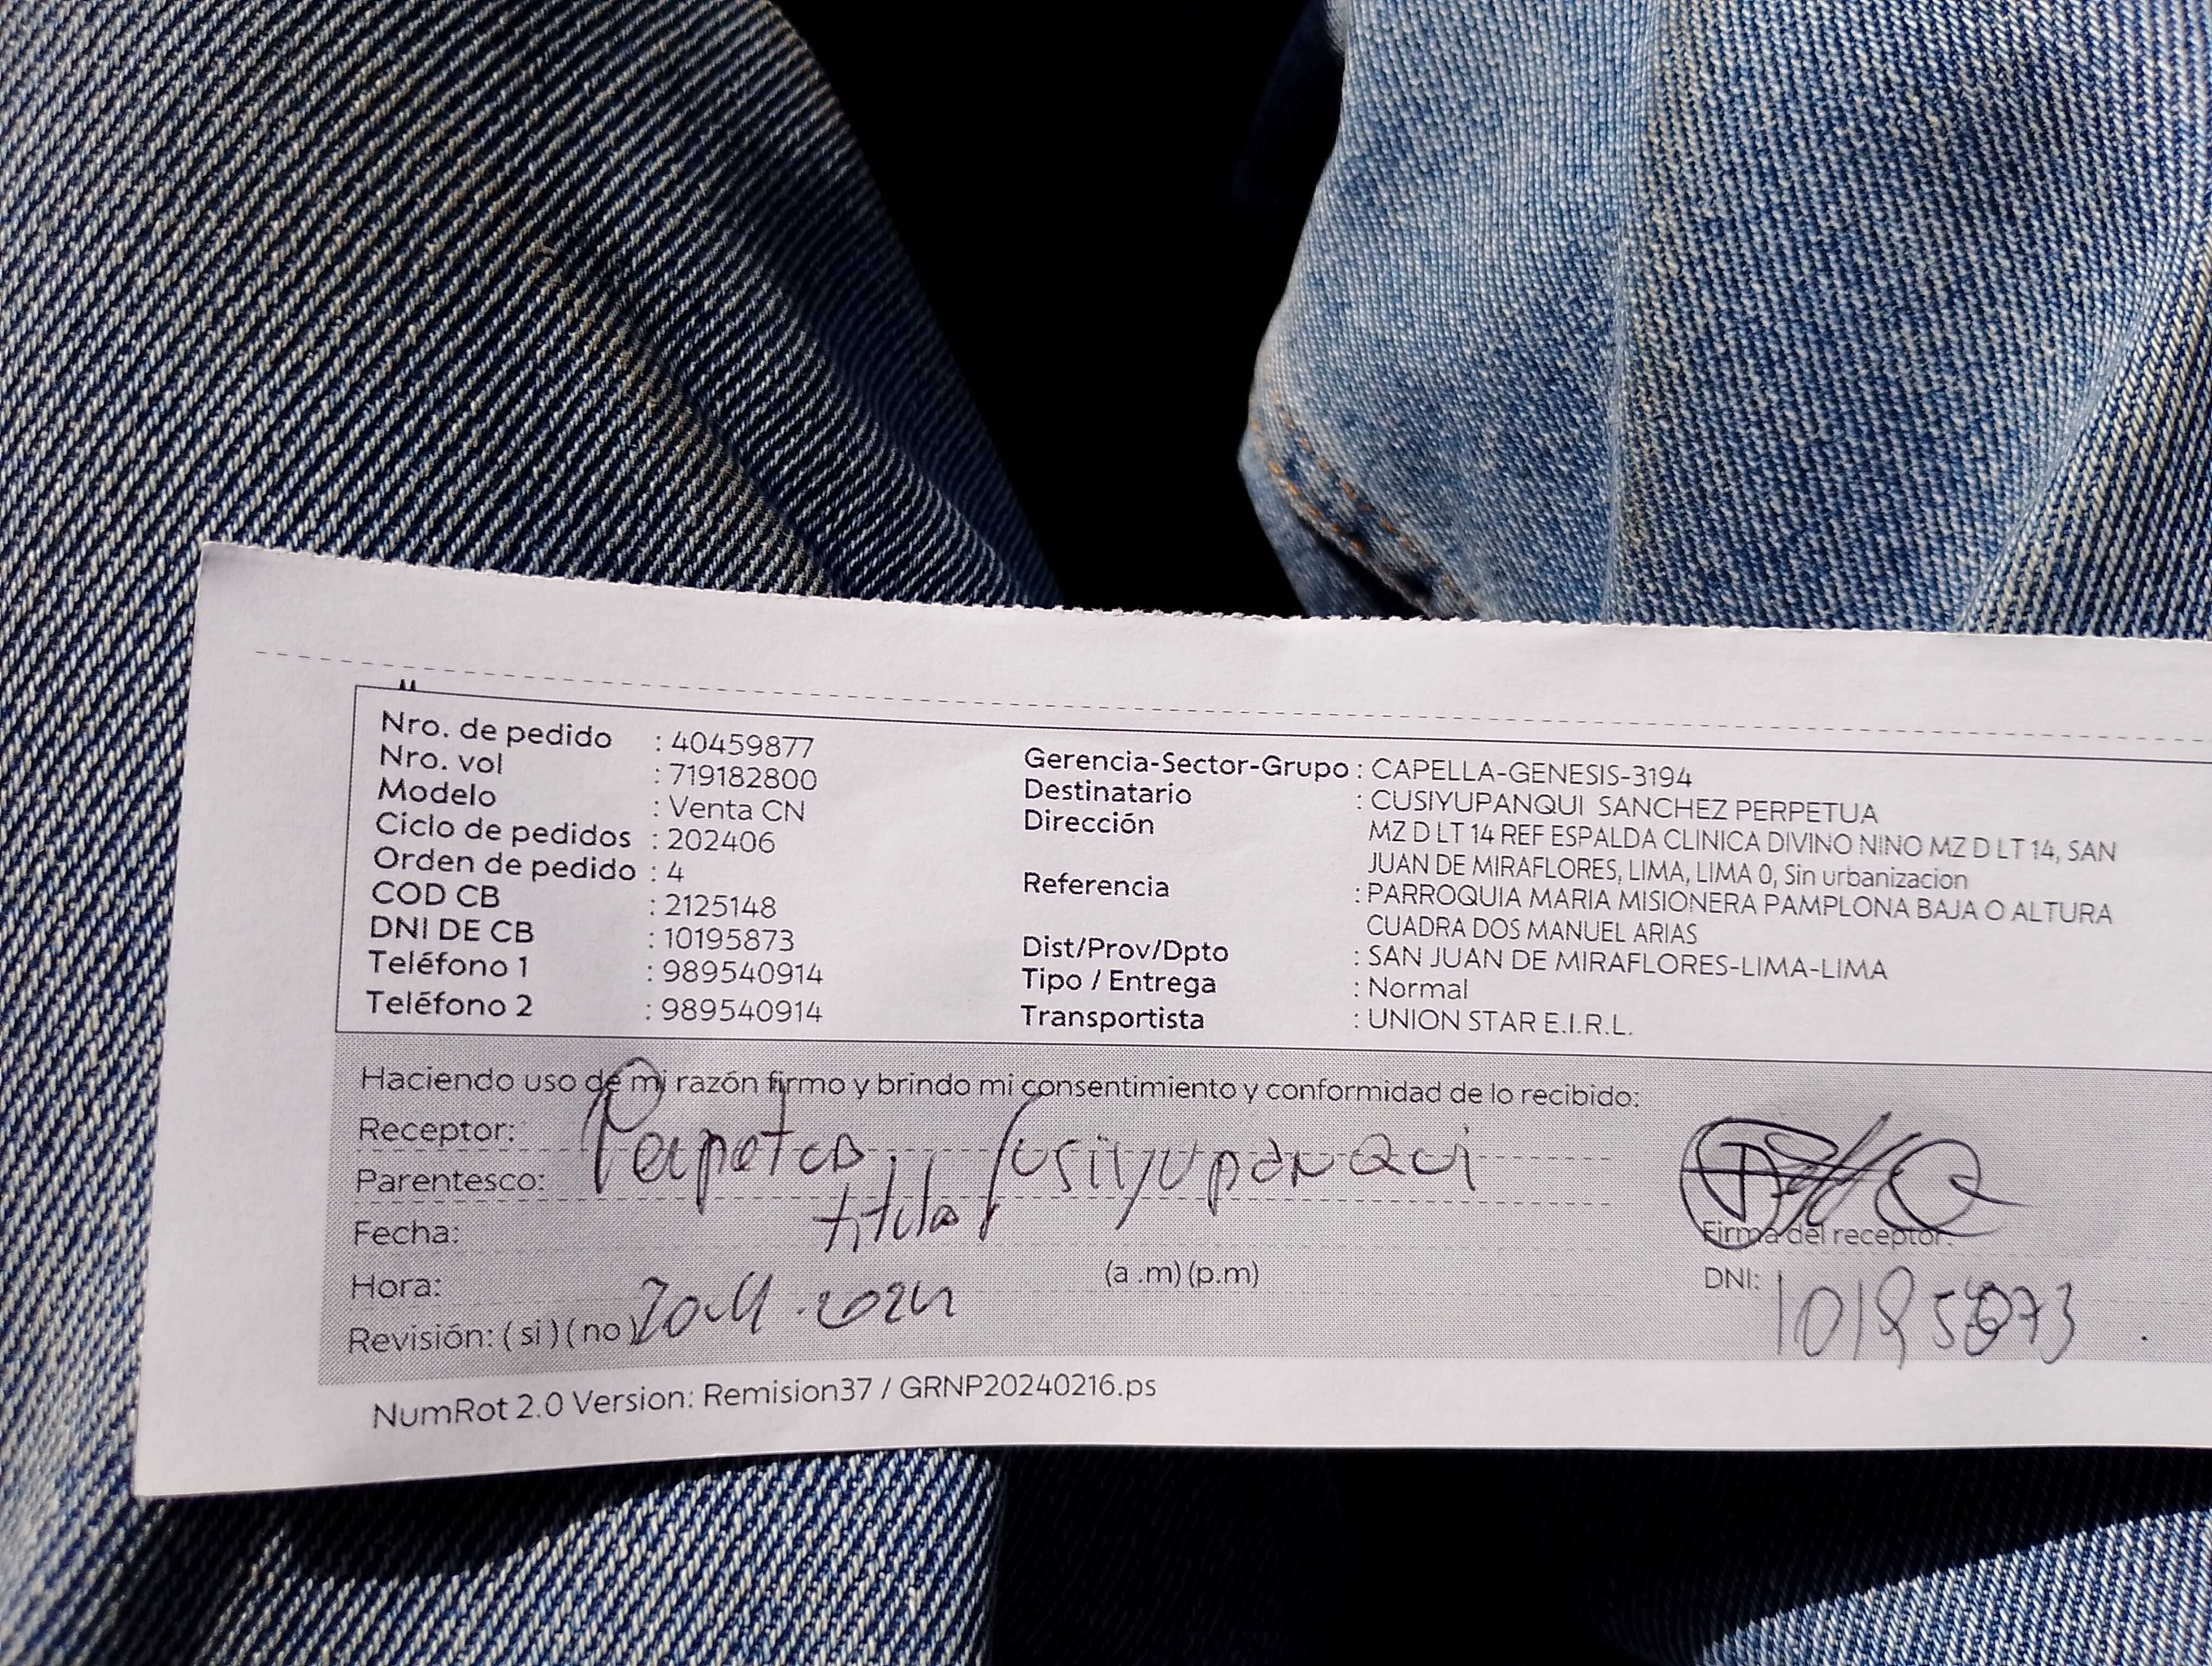 Nro. de pedido : 40459877
Nro. vol : 719182800
Modelo : Venta CN
Ciclo de pedidos : 202406
Orden de pedido : 4
COD CB : 2125148
DNI DE CB : 10195873
Teléfono 1 : 989540914
Teléfono 2 : 989540914
Gerencia-Sector-Grupo : CAPELLA-GENESIS-3194
Destinatario : CUSIYUPANQUI SANCHEZ PERPETUA
Dirección MZ D LT 14 REF ESPALDA CLINICA DIVINO NINO MZ D LT 14, SAN
JUAN DE MIRAFLORES, LIMA, LIMA 0, Sin urbanizacion
Referencia : PARROQUIA MARIA MISIONERA PAMPLONA BAJA O ALTURA
CUADRA DOS MANUEL ARIAS
Dist/Prov/Dpto : SAN JUAN DE MIRAFLORES-LIMA-LIMA
Tipo / Entrega : Normal
Transportista : UNION STAR E.I.R.L.
Haciendo uso de mi razón firmo y brindo mi consentimiento y conformidad de lo recibido:
Receptor: Perpetua Cusiyupanqui
Parentesco: titular
Fecha:
Hora: (a .m) (p.m)
Revisión: ( si ) ( no )
Firma del receptor:
DNI: 10195873
NumRot 2.0 Version: Remision37 / GRNP20240216.ps